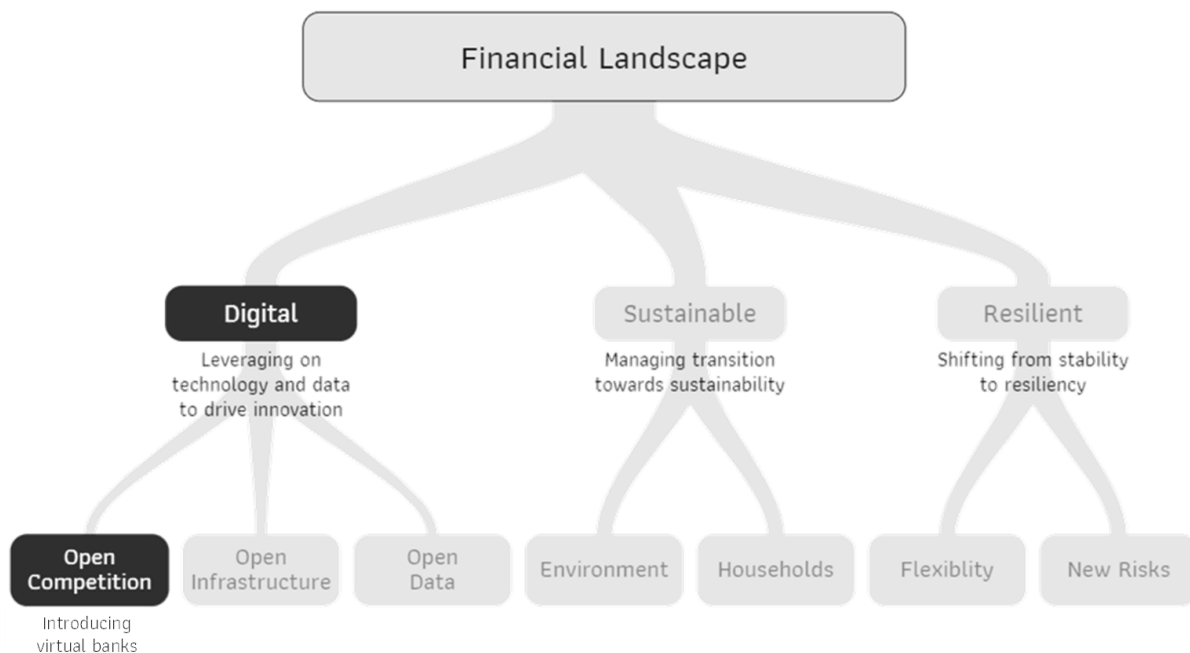 Financial Landscape
Digital
Sustainable
Resilient
Leveraging on
technology and data
to drive innovation
Managing transition
towards sustainability
Shifting from stability
to resiliency
Open
Competition
Open
Infrastructure
Open
Data
Environment
Households
Flexiblity
New Risks
Introducing
virtual banks